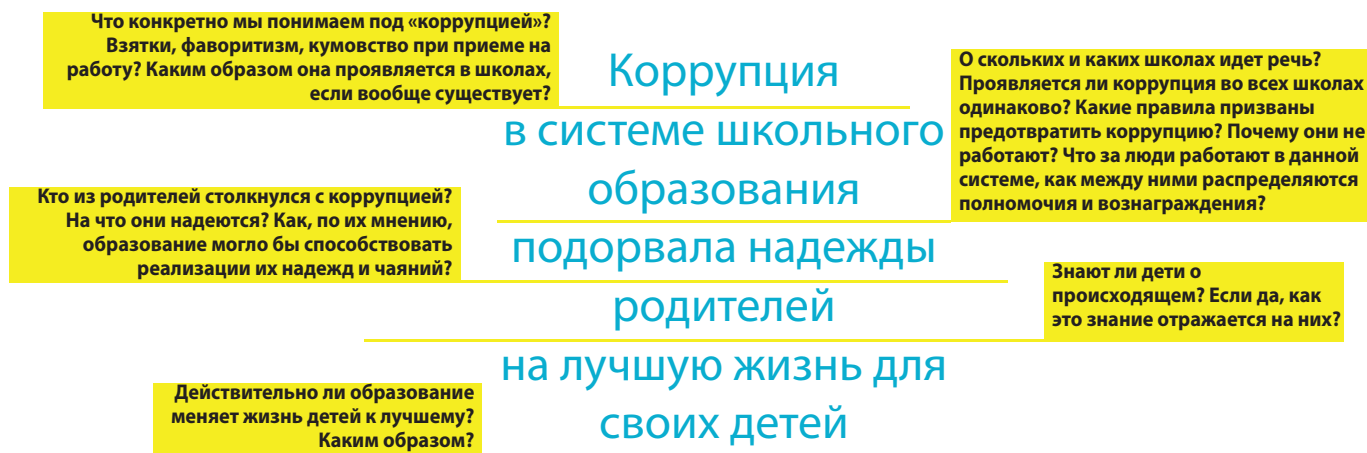 Что конкретно мы понимаем под «коррупцией»?
Взятки, фаворитизм, кумовство при приеме на
работу? Каким образом она проявляется в школах,
если вообще существует?
Коррупция
в системе школьного
образования
подорвала надежды
родителей
на лучшую жизнь для
своих детей
О скольких и каких школах идет речь?
Проявляется ли коррупция во всех школах
одинаково? Какие правила призваны
предотвратить коррупцию? Почему они не
работают? Что за люди работают в данной
системе, как между ними распределяются
полномочия и вознаграждения?
Кто из родителей столкнулся с коррупцией?
На что они надеются? Как, по их мнению,
образование могло бы способствовать
реализации их надежд и чаяний?
Знают ли дети о
происходящем? Если да, как
это знание отражается на них?
Действительно ли образование
меняет жизнь детей к лучшему?
Каким образом?